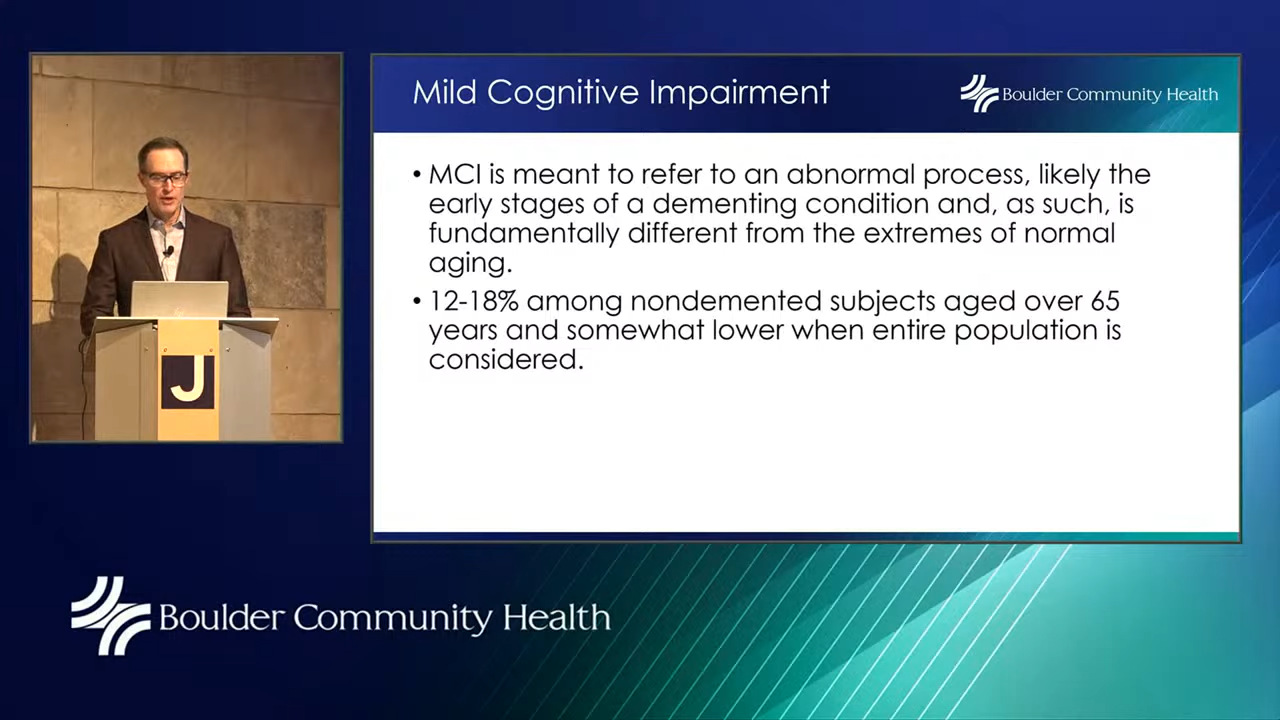 Mild Cognitive Impairment
Boulder Community Health
• MCI is meant to refer to an abnormal process, likely the
early stages of a dementing condition and, as such, is
fundamentally different from the extremes of normal
aging.
• 12-18% among nondemented subjects aged over 65
years and somewhat lower when entire population is
considered.
J
Boulder Community Health